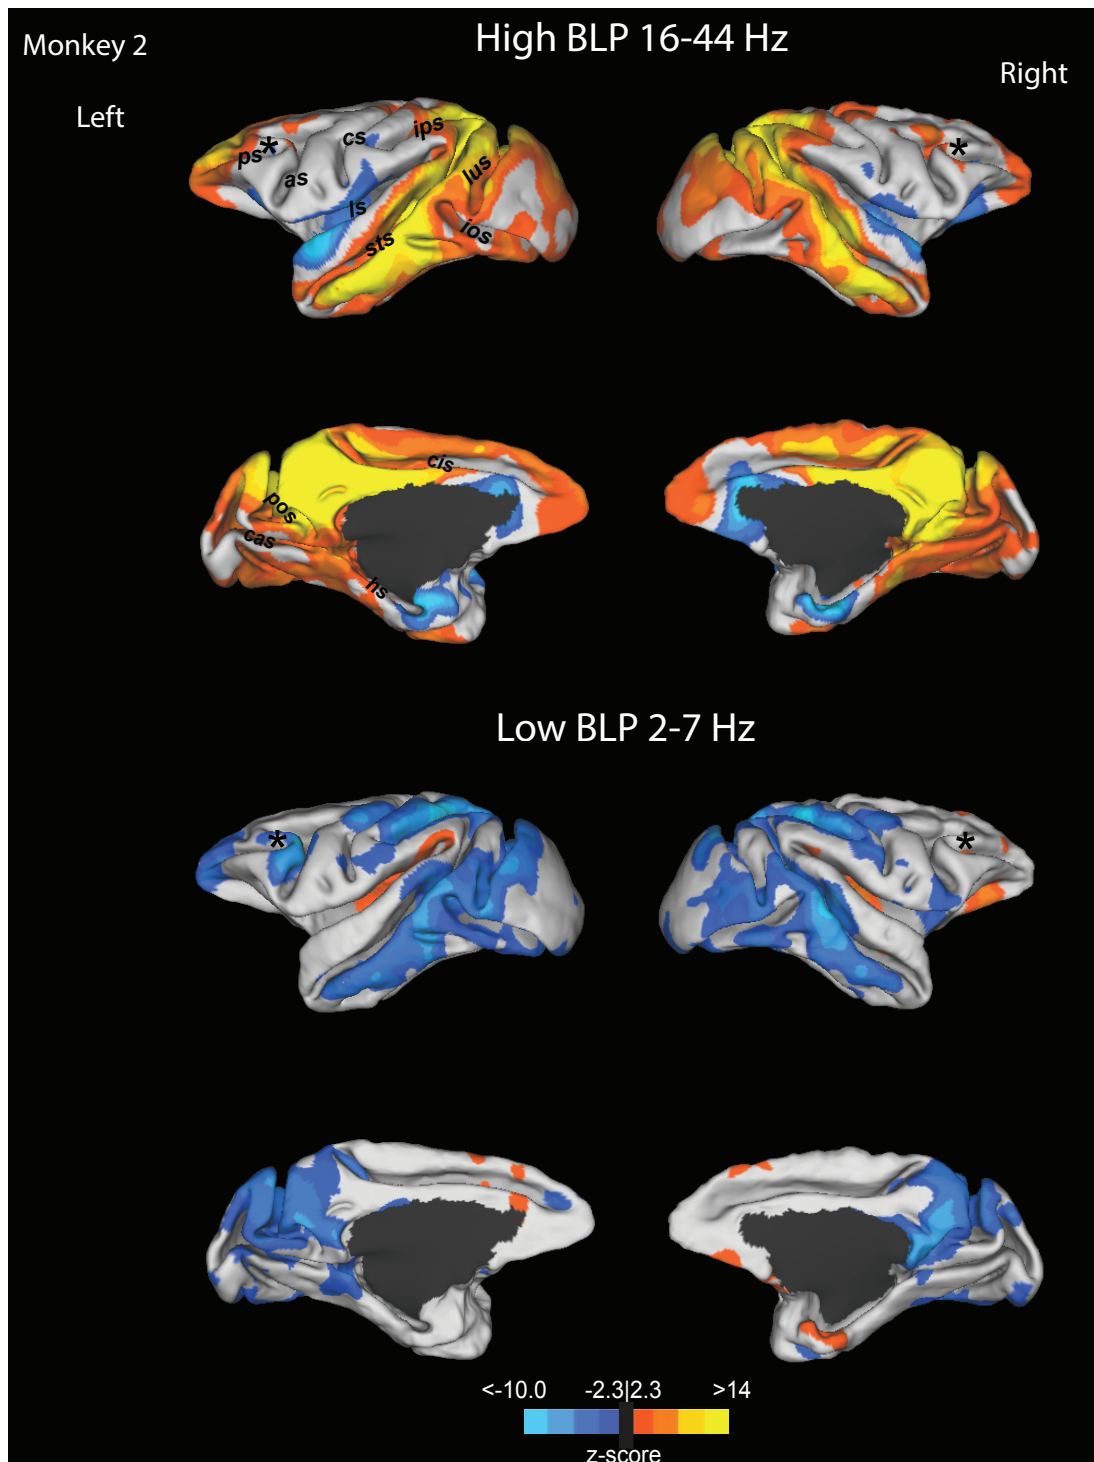 Monkey 2
High BLP 16-44 Hz
Left
Right
ps
*
as
cs
ips
ls
lus
sts
ios
*
cis
pos
cas
hs
Low BLP 2-7 Hz
*
*
<-10.0 -2.3|2.3 >14
z-score